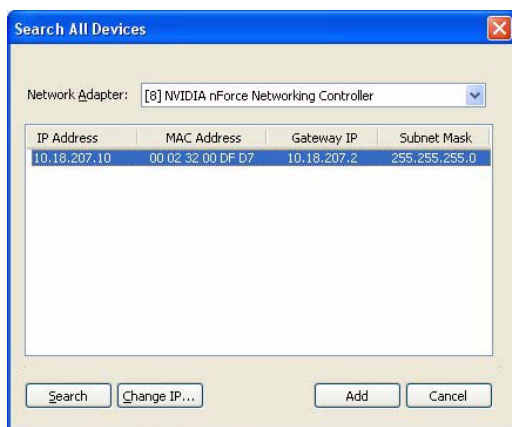 Search All Devices
Network Adapter: [8] NVIDIA nForce Networking Controller
IP Address MAC Address Gateway IP Subnet Mask
10.18.207.10 00 02 32 00 DF D7 10.18.207.2 255.255.255.0
Search Change IP... Add Cancel